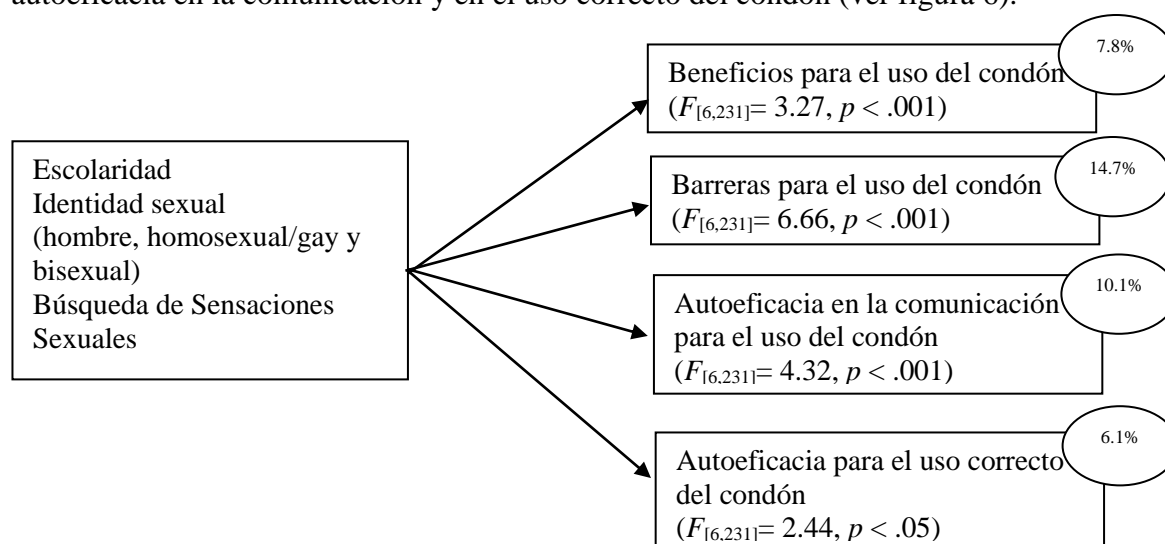 autoeficacia en la comunicación y en el uso correcto del condón (ver figura 6).
7.8%
Beneficios para el uso del condón
(F[6,231]= 3.27, p < .001)
Escolaridad
Identidad sexual
(hombre, homosexual/gay y
bisexual)
Búsqueda de Sensaciones
Sexuales
14.7%
Barreras para el uso del condón
(F[6,231]= 6.66, p < .001)
10.1%
Autoeficacia en la comunicación
para el uso del condón
(F[6,231]= 4.32, p < .001)
6.1%
Autoeficacia para el uso correcto
del condón
(F[6,231]= 2.44, p < .05)